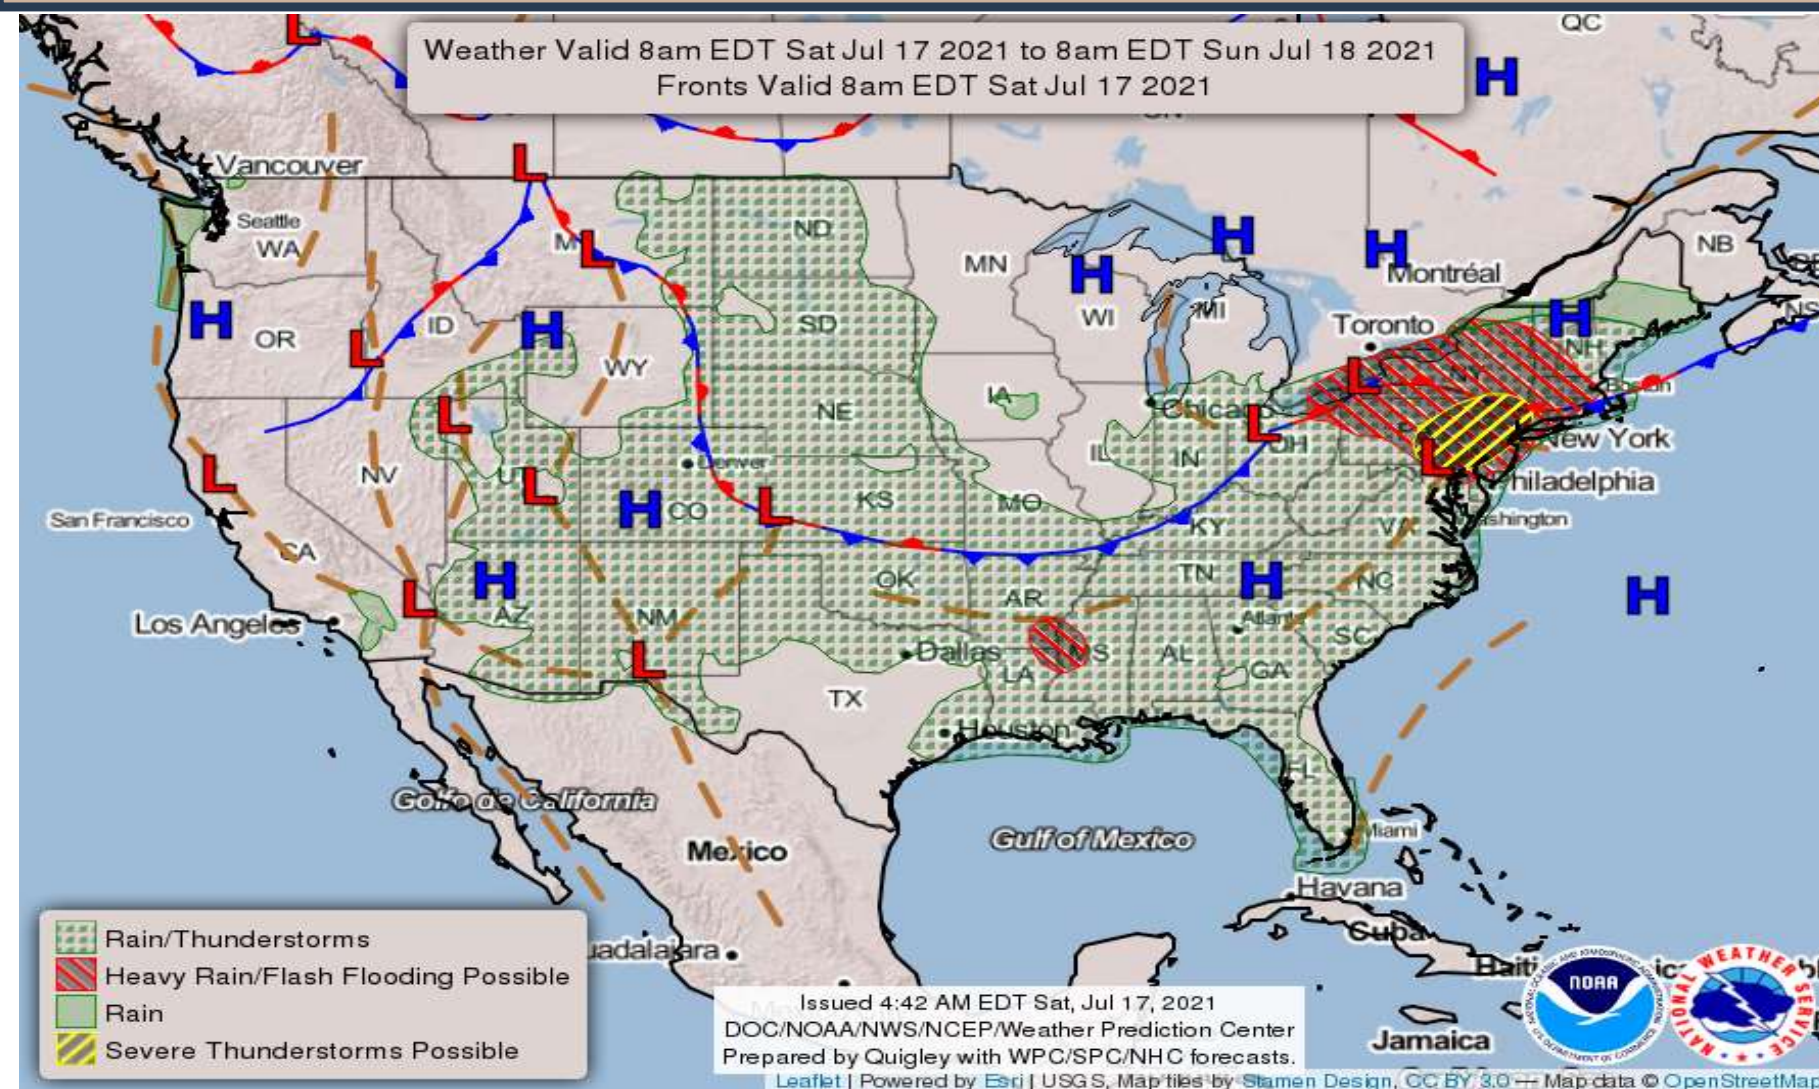 Weather Valid 8am EDT Sat Jul 17 2021 to 8am EDT Sun Jul 18 2021
Fronts Valid 8am EDT Sat Jul 17 2021
QC
H
L
Vancouver
L
Seattle
WA
ND
H
H
Montréal
NB
NS
MN
H
L
H
OR
ID
H
SD
WI
MI
Toronto
H
NH
L
WY
NE
IA
L
NY
Chicago
L
OH
New York
L
NV
UT
L
Denver
IL
IN
L
Philadelphia
San Francisco
L
H
CO
L
KS
MO
KY
VA
CA
OK
TN
H
NC
H
AZ
L
NM
AR
Atlanta
H
Los Angeles
L
Dallas
LA
MS
AL
GA
SC
TX
Houston
FL
Golfo de California
Mexico
Gulf of Mexico
Miami
Havana
Cuba
Haiti
Jamaica
uadalajara
Rain/Thunderstorms
Heavy Rain/Flash Flooding Possible
Rain
Severe Thunderstorms Possible
Issued 4:42 AM EDT Sat, Jul 17, 2021
DOC/NOAA/NWS/NCEP/Weather Prediction Center
Prepared by Quigley with WPC/SPC/NHC forecasts.
NOAA
NATIONAL WEATHER SERVICE
Leaflet | Powered by Esri | USGS, Map tiles by Stamen Design, CC BY 3.0 — Map data © OpenStreetMap